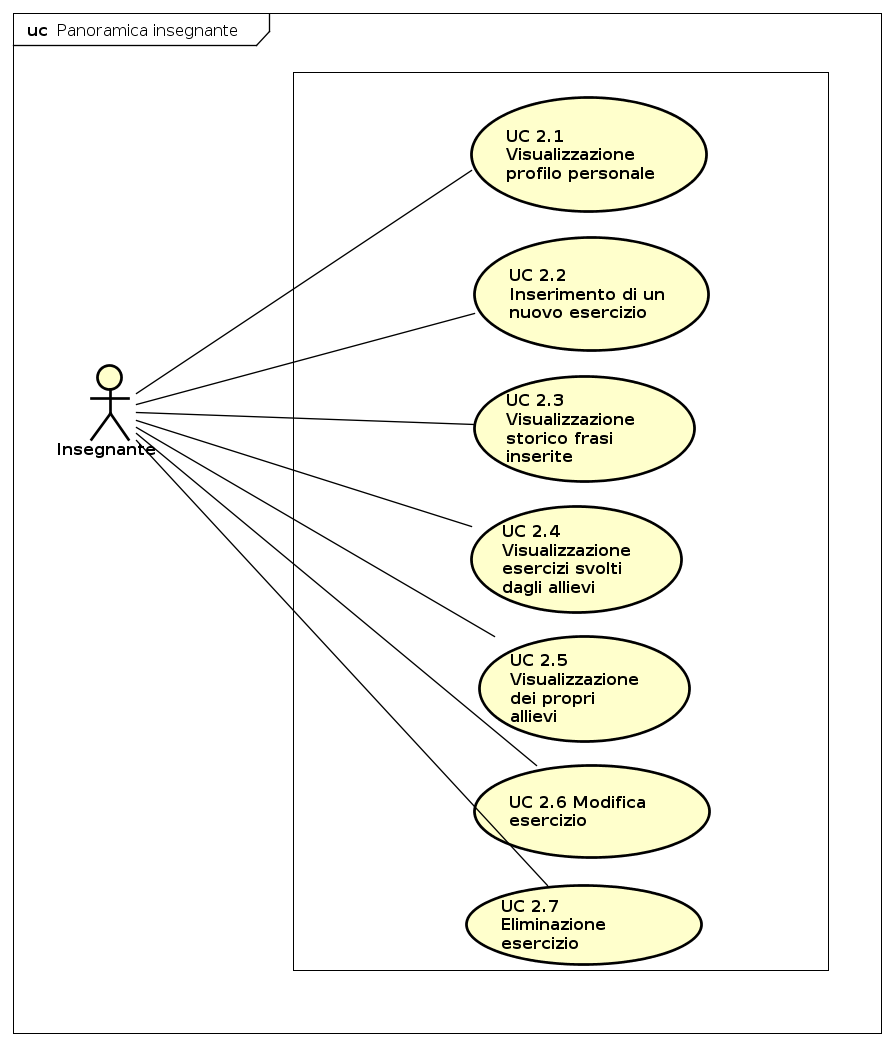 uc Panoramica insegnante
UC 2.1
Visualizzazione
profilo personale
UC 2.2
Inserimento di un
nuovo esercizio
Insegnante
UC 2.3
Visualizzazione
storico frasi
inserite
UC 2.4
Visualizzazione
esercizi svolti
dagli allievi
UC 2.5
Visualizzazione
dei propri
allievi
UC 2.6 Modifica
esercizio
UC 2.7
Eliminazione
esercizio